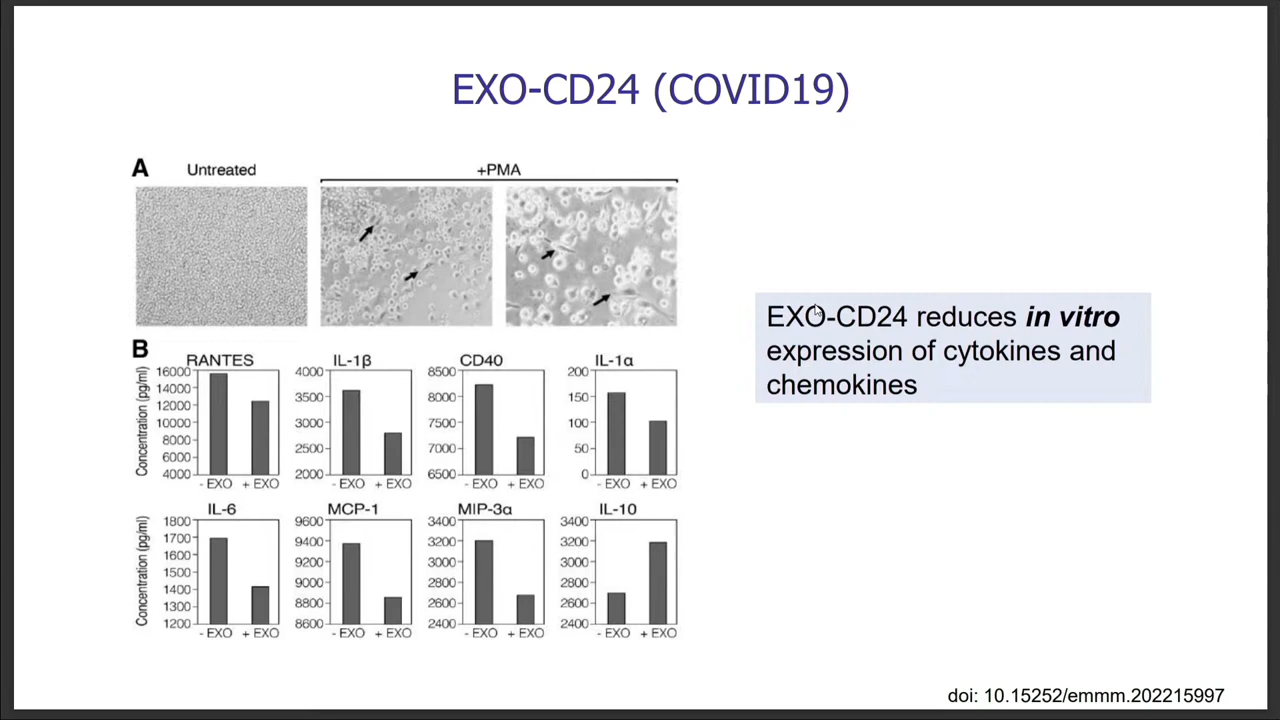 EXO-CD24 (COVID19)
A
Untreated
+PMA
B
RANTES
IL-1β
CD40
IL-1α
Concentration (pg/ml)
16000
14000
12000
10000
8000
6000
4000
- EXO + EXO
4000
3500
3000
2500
2000
- EXO + EXO
8500
8000
7500
7000
6500
- EXO + EXO
200
150
100
50
0
- EXO + EXO
IL-6
MCP-1
MIP-3α
IL-10
Concentration (pg/ml)
1800
1700
1600
1500
1400
1300
1200
- EXO + EXO
9600
9400
9200
9000
8800
8600
- EXO + EXO
3400
3200
3000
2800
2600
2400
- EXO + EXO
3400
3200
3000
2800
2600
2400
- EXO + EXO
EXO-CD24 reduces in vitro
expression of cytokines and
chemokines
doi: 10.15252/emmm.202215997